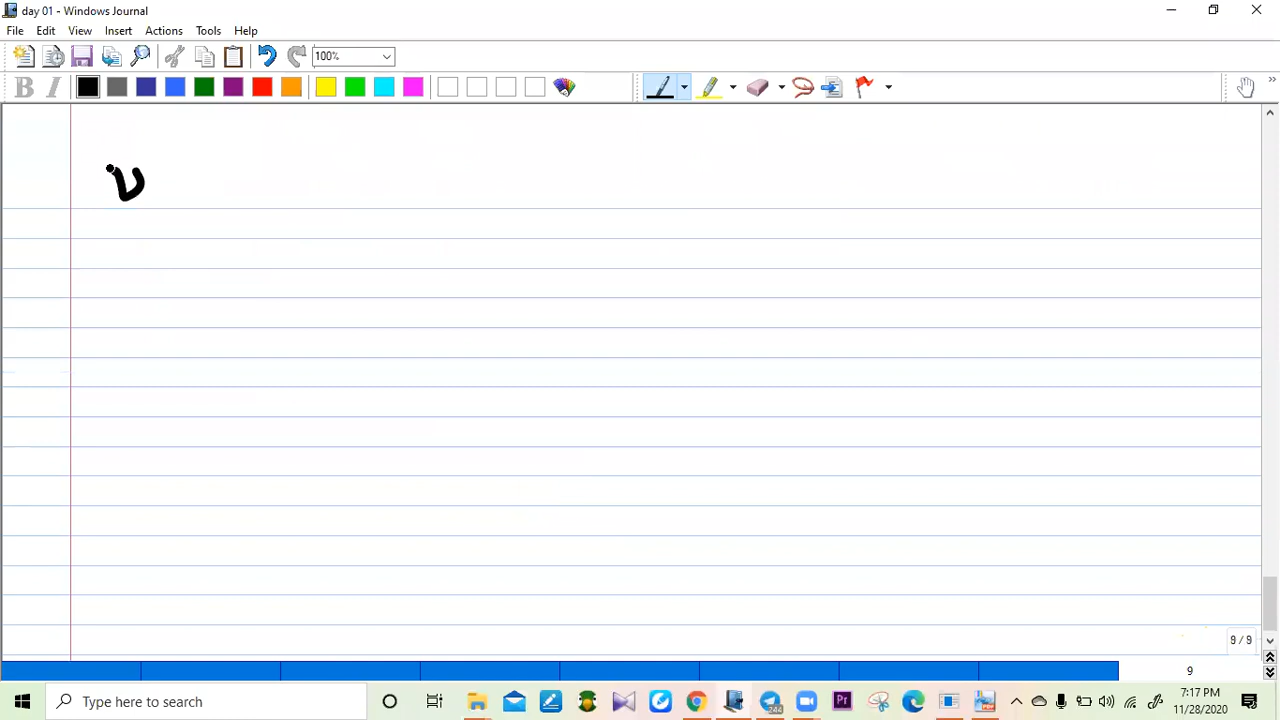 day 01 - Windows Journal
File Edit View Insert Actions Tools Help
100%
B I
9 / 9
9
Type here to search
244
7:17 PM
11/28/2020